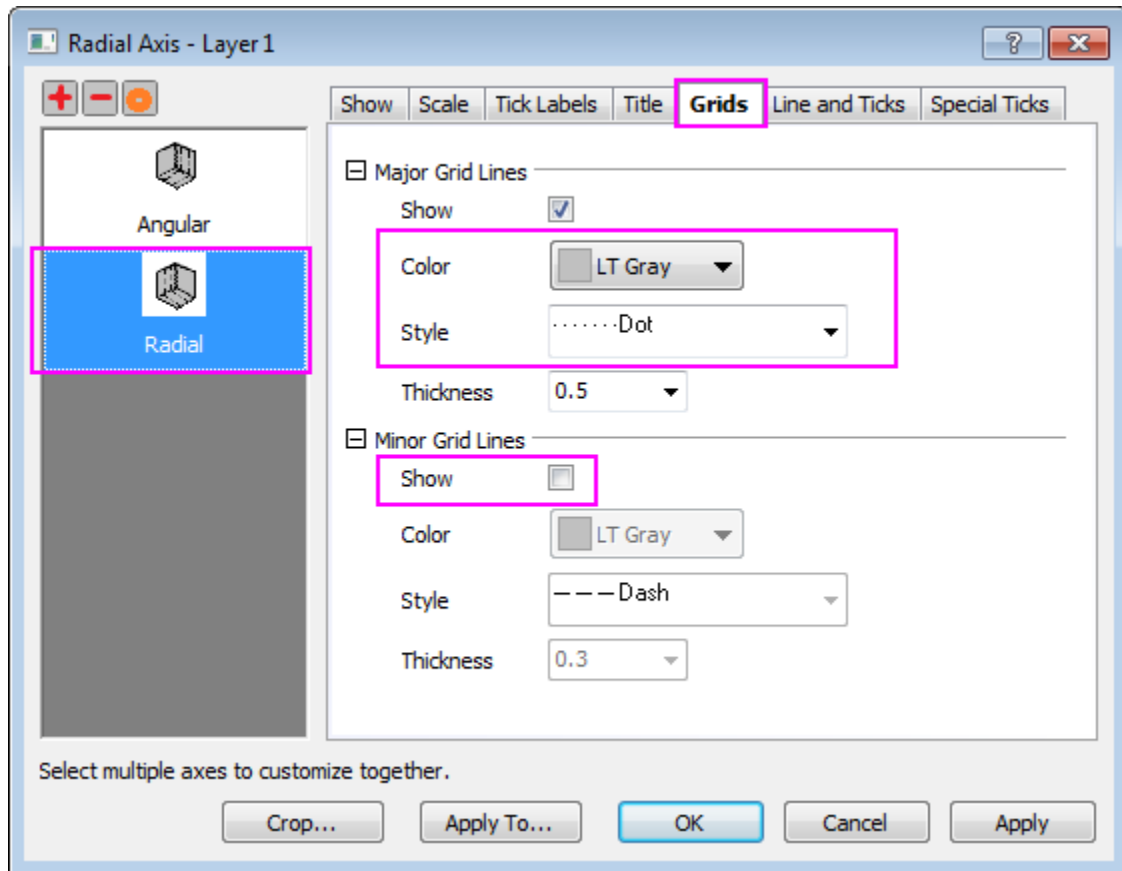 Radial Axis - Layer 1
Show Scale Tick Labels Title Grids Line and Ticks Special Ticks
Angular
Radial
Major Grid Lines
Show
Color LT Gray
Style Dot
Thickness 0.5
Minor Grid Lines
Show
Color LT Gray
Style Dash
Thickness 0.3
Select multiple axes to customize together.
Crop... Apply To... OK Cancel Apply